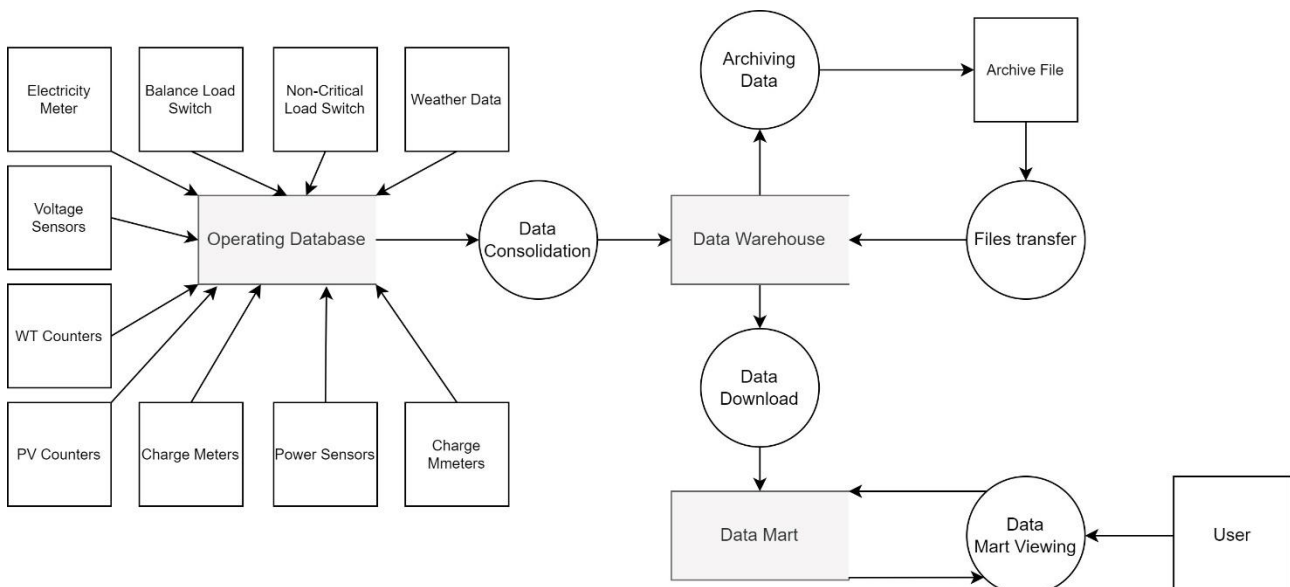 Electricity
Meter
Balance Load
Switch
Non-Critical
Load Switch
Weather Data
Archiving
Data
Archive File
Voltage
Sensors
Operating Database
Data
Consolidation
Data Warehouse
Files transfer
WT Counters
Data
Download
PV Counters
Charge Meters
Power Sensors
Charge
Mmeters
Data Mart
Data
Mart Viewing
User